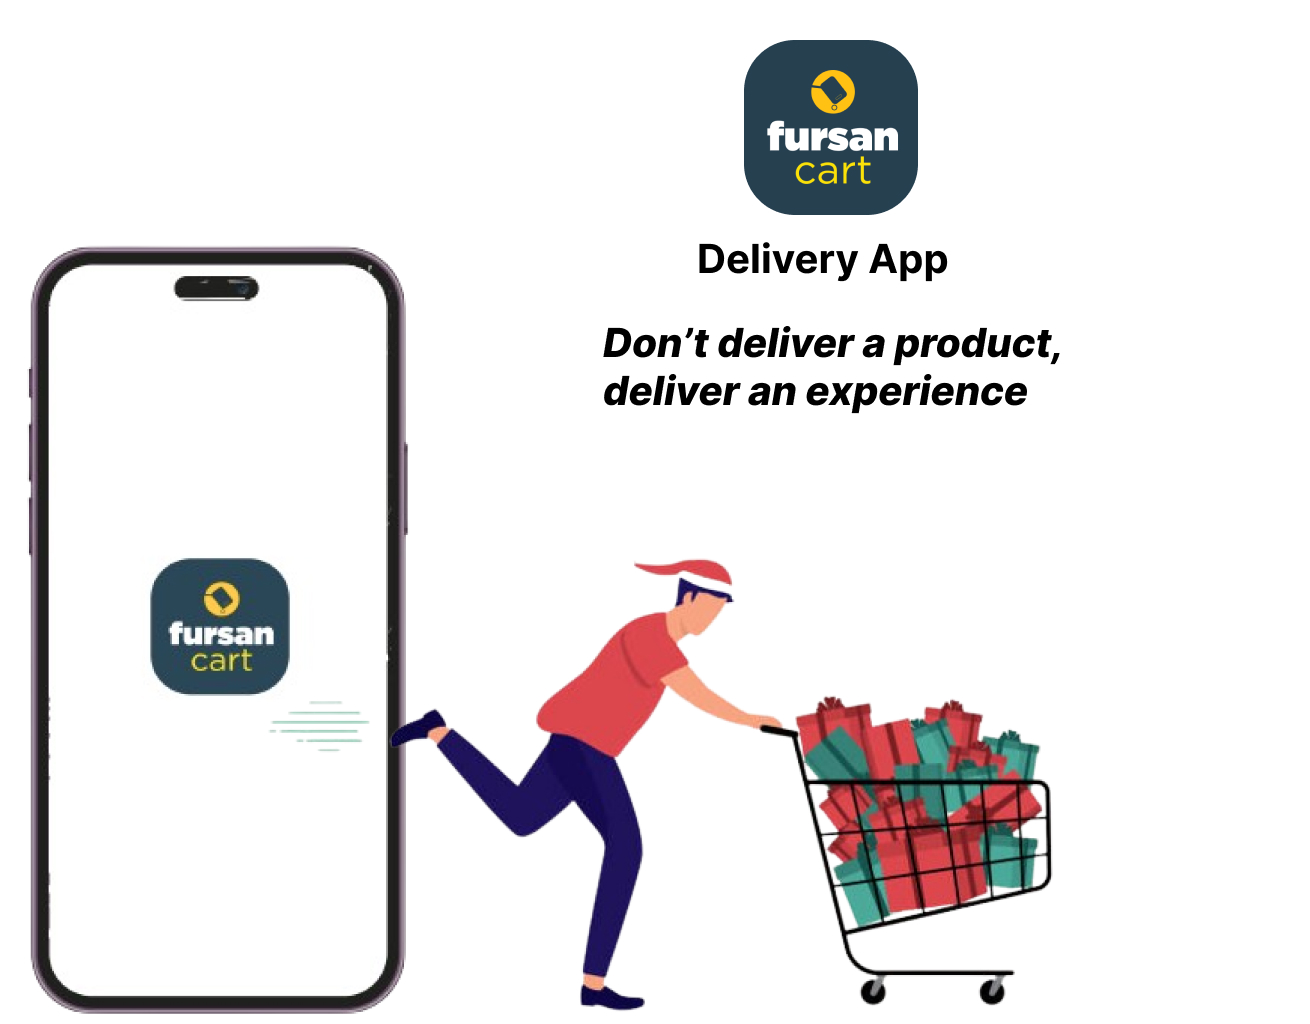 fursan
cart
Delivery App
Don’t deliver a product,
deliver an experience
fursan
cart